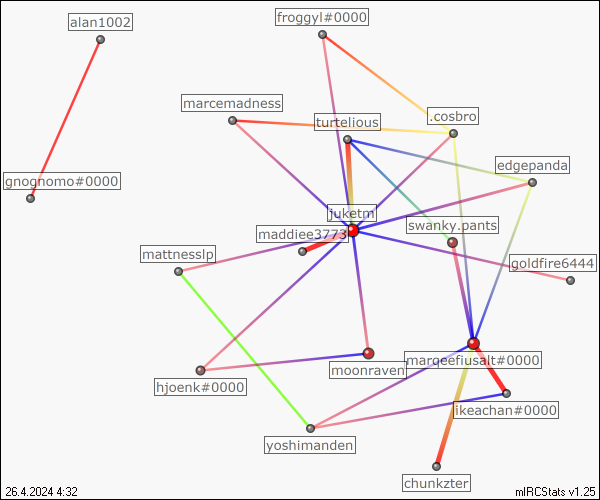 froggyl#0000
alan1002
marcemadness
.cosbro
turtelious
edgepanda
gnognomo#0000
juketm
swanky.pants
maddiee3773
mattnesslp
goldfire6444
marqeefiusalt#0000
moonraven
hjoenk#0000
ikeachan#0000
yoshimanden
chunkzter
26.4.2024 4:32
mIRCStats v1.25